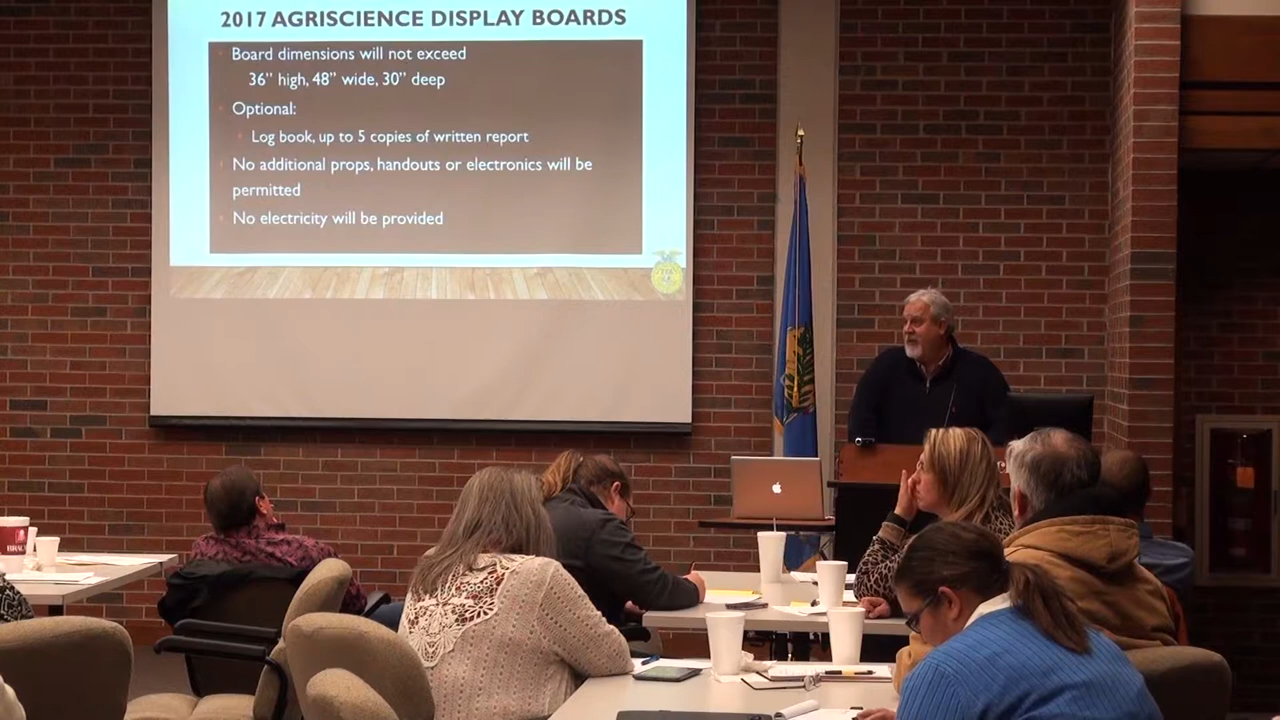 2017 AGRISCIENCE DISPLAY BOARDS
Board dimensions will not exceed
36” high, 48” wide, 30” deep
Optional:
Log book, up to 5 copies of written report
No additional props, handouts or electronics will be
permitted
No electricity will be provided